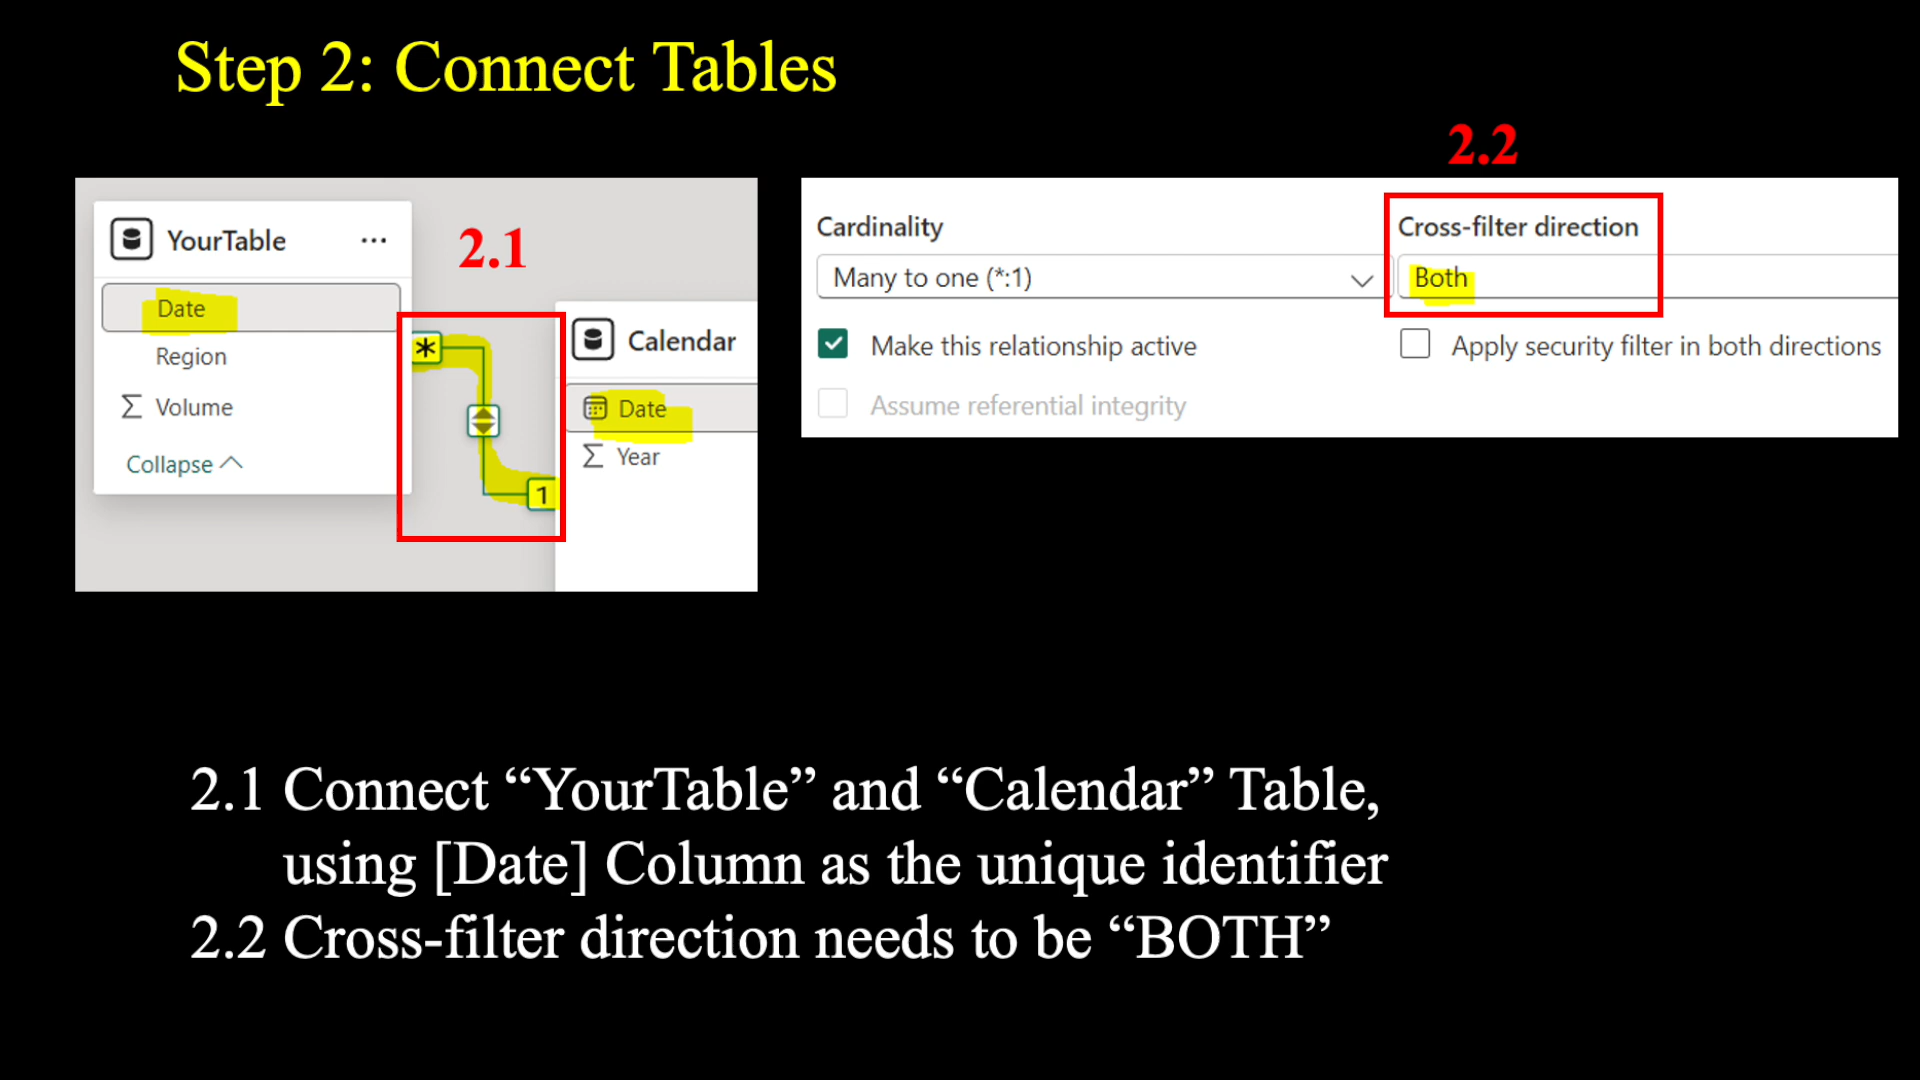 Step 2: Connect Tables
2.2
YourTable ...
Date
Region
Volume
Collapse
2.1
*
1
Calendar
Date
Year
Cardinality
Many to one (*:1)
Make this relationship active
Assume referential integrity
Cross-filter direction
Both
Apply security filter in both directions
2.1 Connect “YourTable” and “Calendar” Table,
using [Date] Column as the unique identifier
2.2 Cross-filter direction needs to be “BOTH”